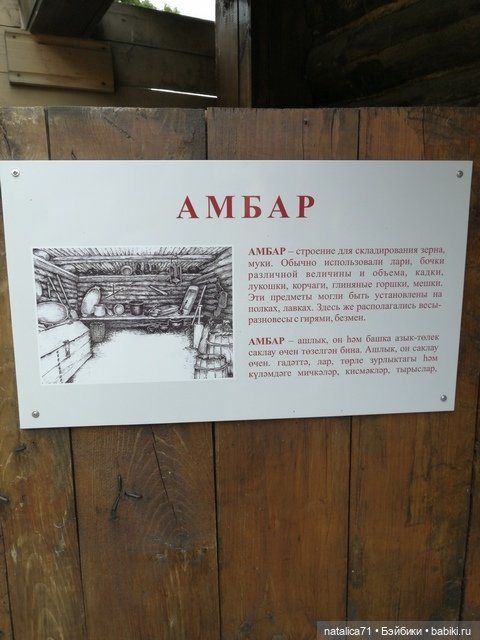 АМБАР
АМБАР – строение для складирования зерна,
муки. Обычно использовали лари, бочки
различной величины и объема, кадки,
лукошки, корчаги, глиняные горшки, мешки.
Эти предметы могли быть установлены на
полках, лавках. Здесь же располагались весы-
разновесы с гирями, безмен.
АМБАР – ашлык, он һәм башка азык-төлек
саклау өчен төзелгән бина. Ашлык, он саклау
өчен, гадәттә, лар, төрле зурлыктагы һәм
күләмдәге мичкәләр, кисмәкләр, тырыслар,
natalica71 • Бэйбики • babiki.ru